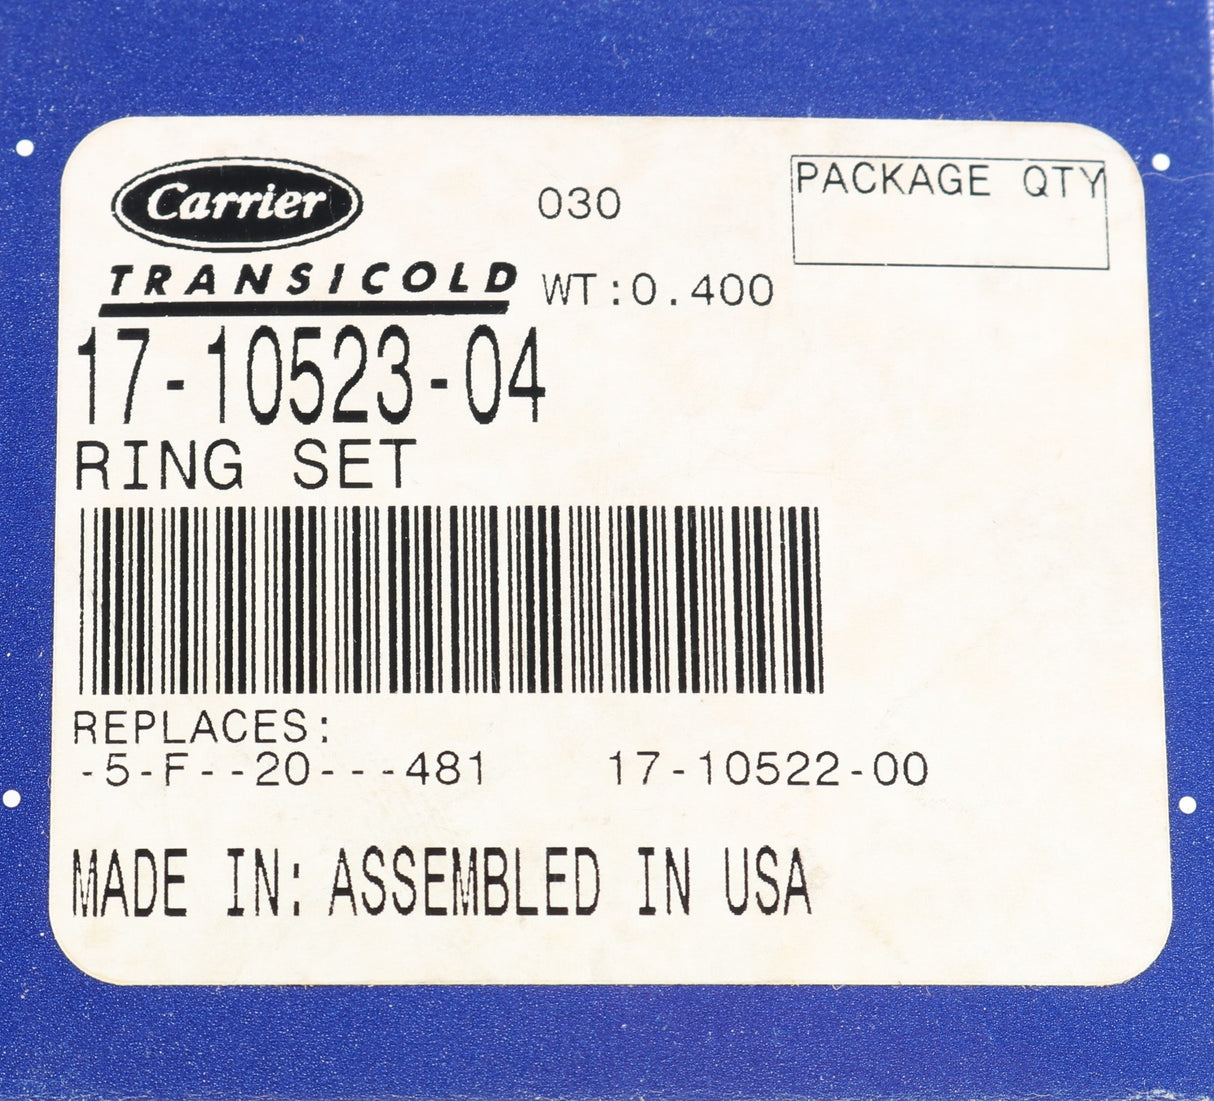 Carrier
030
PACKAGE QTY
TRANSICOLD
WT:0.400
17-10523-04
RING SET
REPLACES:
-5-F--20---481 17-10522-00
MADE IN: ASSEMBLED IN USA